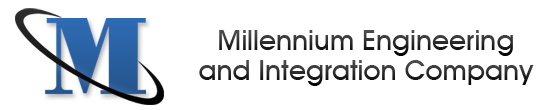 M
Millennium Engineering
and Integration Company